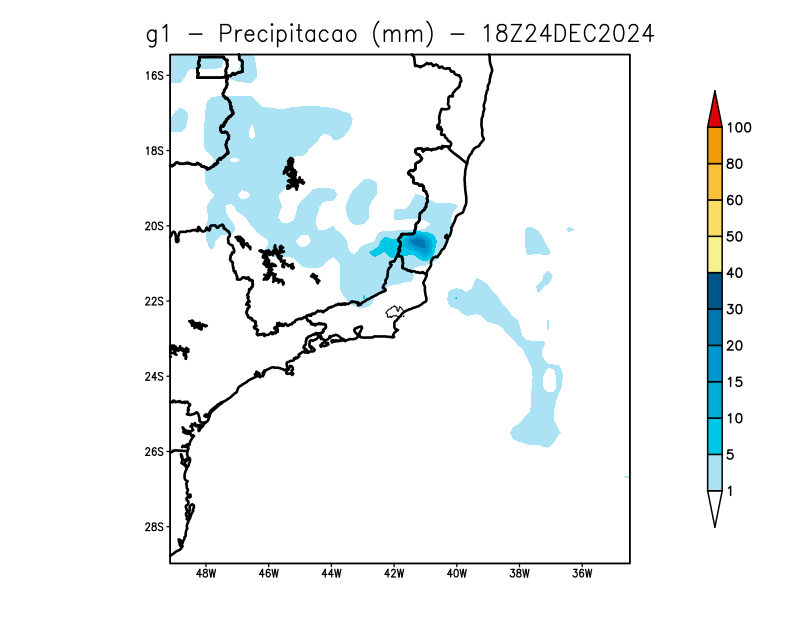 g1 – Precipitacao (mm) – 18Z24DEC2024
16S
18S
20S
22S
24S
26S
28S
48W 46W 44W 42W 40W 38W 36W
100
80
60
50
40
30
20
15
10
5
1